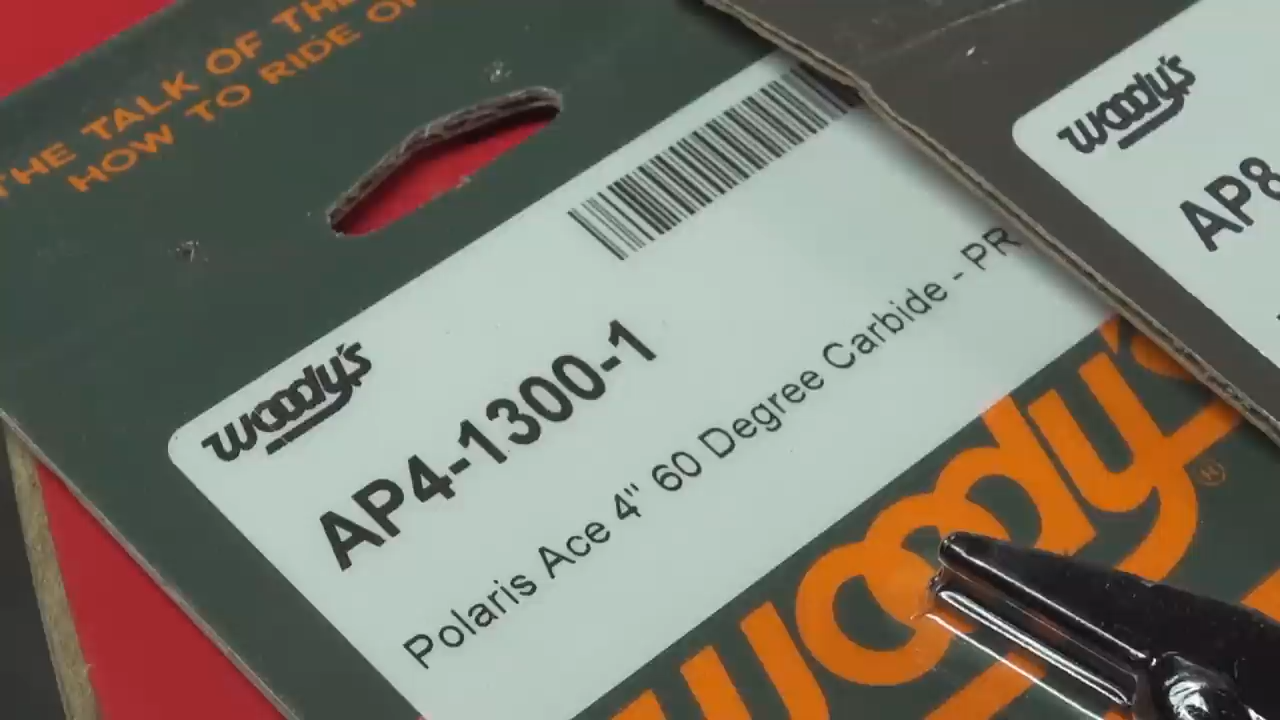 THE TALK OF THE
HOW TO RIDE
woody's
AP4-1300-1
Polaris Ace 4" 60 Degree Carbide - PR
woody's
woody's
AP8